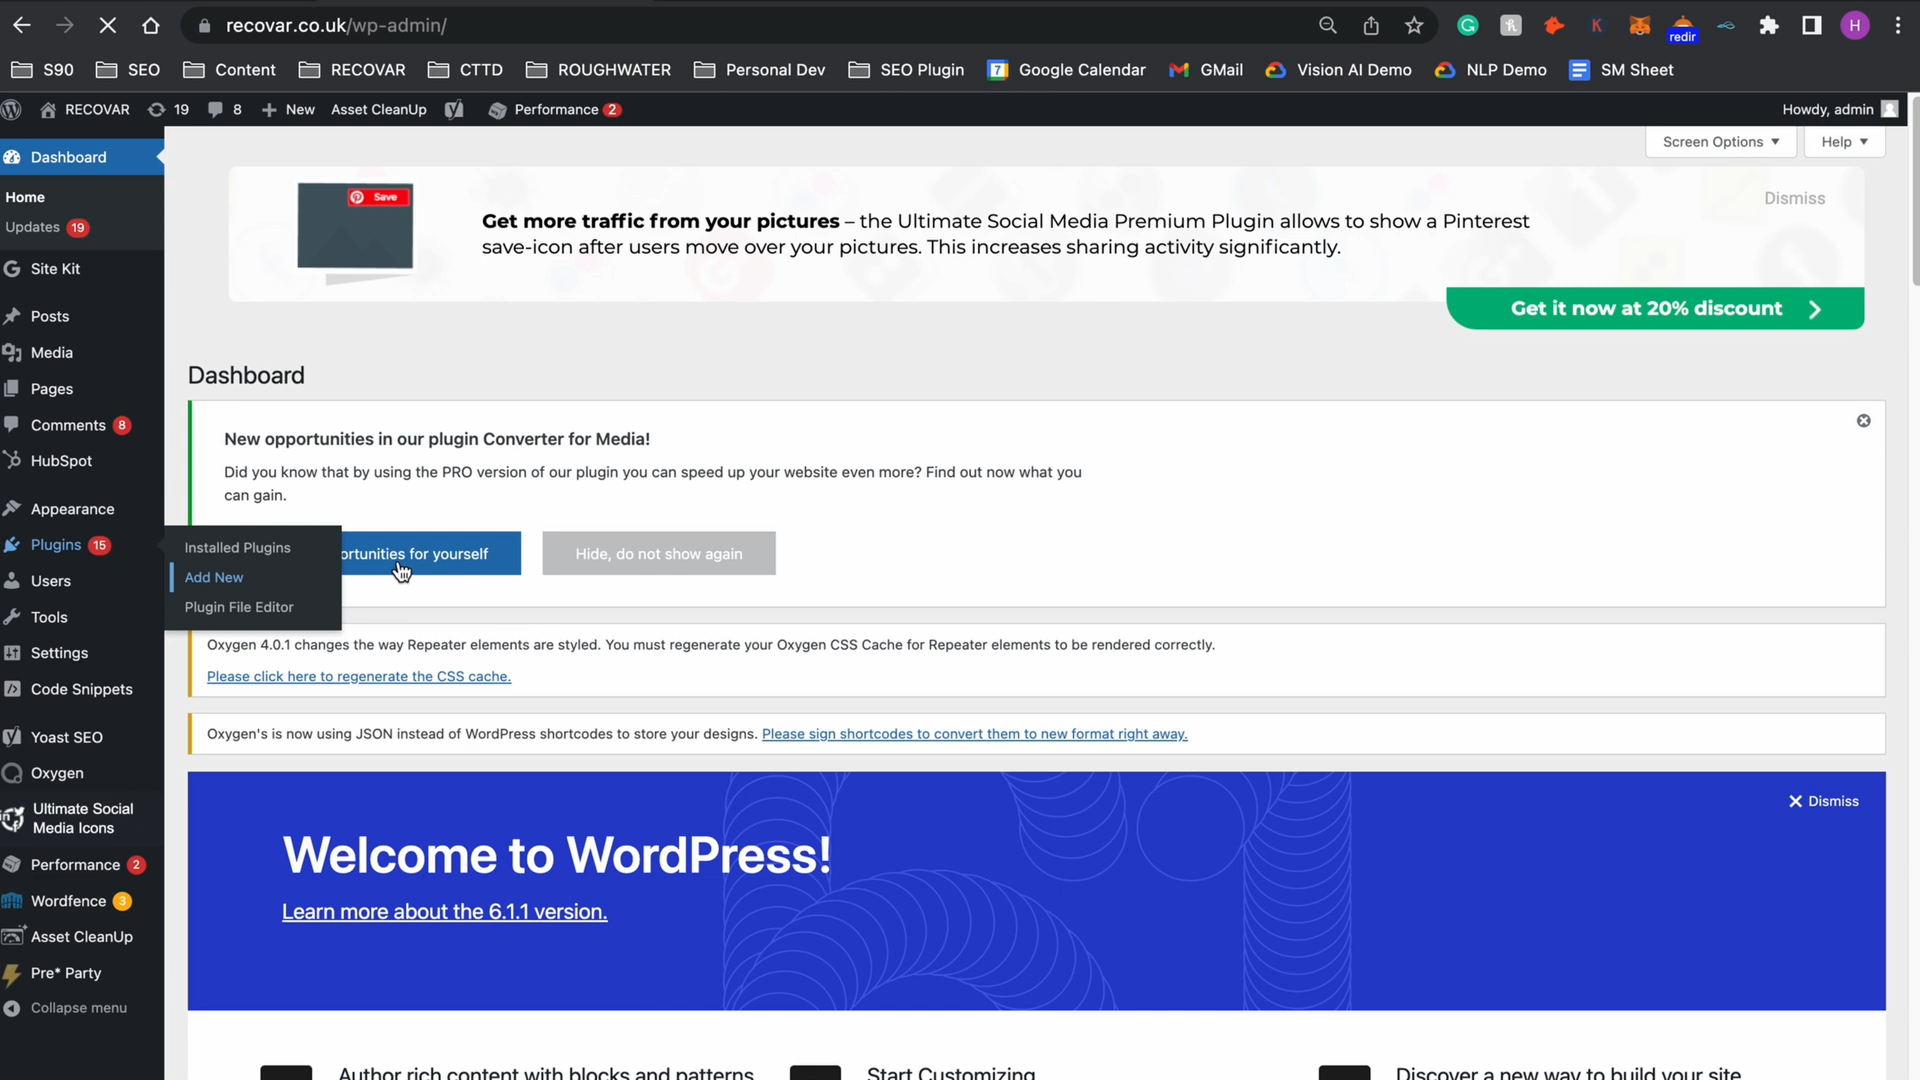 recovar.co.uk/wp-admin/
redir
H
S90
SEO
Content
RECOVAR
CTTD
ROUGHWATER
Personal Dev
SEO Plugin
7
Google Calendar
GMail
Vision AI Demo
NLP Demo
SM Sheet
RECOVAR
19
8
New
Asset CleanUp
Performance 2
Howdy, admin
Dashboard
Home
Updates 19
Site Kit
Posts
Media
Pages
Comments 8
HubSpot
Appearance
Plugins 15
Users
Tools
Settings
Code Snippets
Yoast SEO
Oxygen
Ultimate Social
Media Icons
Performance 2
Wordfence 3
Asset CleanUp
Pre* Party
Collapse menu
Installed Plugins
Add New
Plugin File Editor
Screen Options
Help
Save
Get more traffic from your pictures – the Ultimate Social Media Premium Plugin allows to show a Pinterest
save-icon after users move over your pictures. This increases sharing activity significantly.
Dismiss
Get it now at 20% discount
Dashboard
New opportunities in our plugin Converter for Media!
Did you know that by using the PRO version of our plugin you can speed up your website even more? Find out now what you
can gain.
ortunities for yourself
Hide, do not show again
Oxygen 4.0.1 changes the way Repeater elements are styled. You must regenerate your Oxygen CSS Cache for Repeater elements to be rendered correctly.
Please click here to regenerate the CSS cache.
Oxygen's is now using JSON instead of WordPress shortcodes to store your designs. Please sign shortcodes to convert them to new format right away.
Dismiss
Welcome to WordPress!
Learn more about the 6.1.1 version.
Author rich content with blocks and patterns
Start Customizing
Discover a new way to build your site